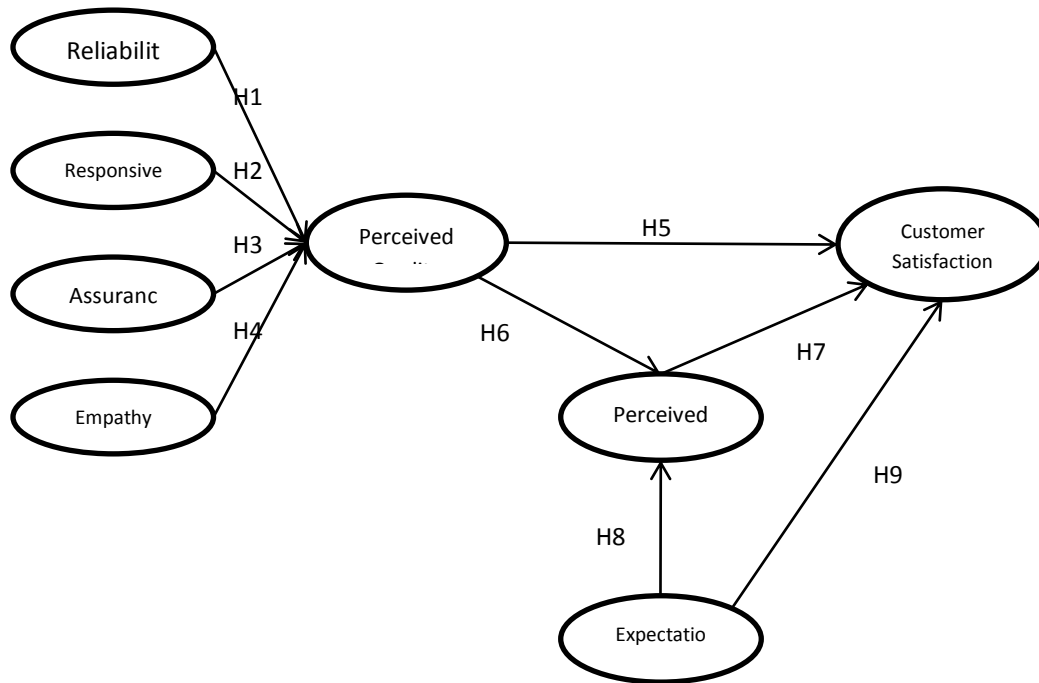 Reliabilit
H1
Responsive
H2
H3
Assuranc
H4
Empathy
Perceived
H5
Customer
Satisfaction
H6
H7
Perceived
H8
H9
Expectatio